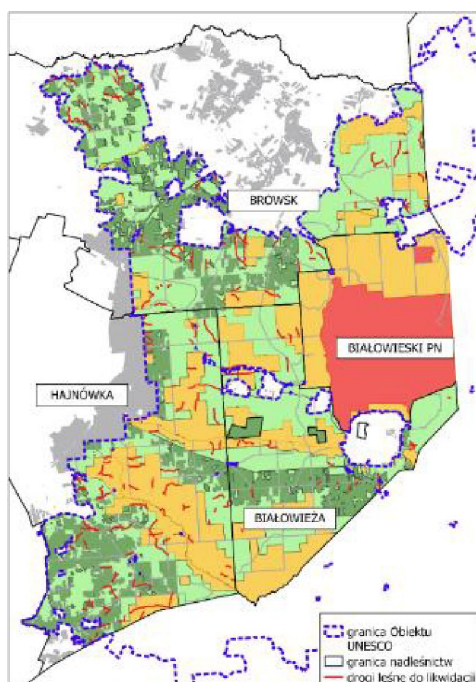 BROWSK
BIAŁOWIESKI PN
HAJNÓWKA
BIAŁOWIEŻA
granica Obiektu
UNESCO
granica nadleśnictw
drogi leśne do likwidacji